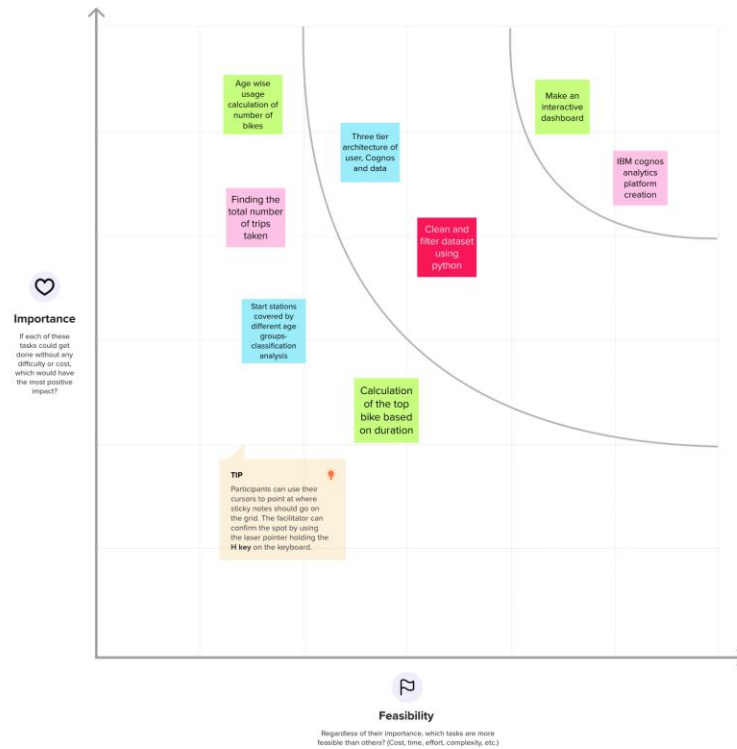 Age wise
usage
calculation of
number of
bikes
Make an
interactive
dashboard
Three tier
architecture of
user, Cognos
and data
IBM cognos
analytics
platform
creation
Finding the
total number
of trips
taken
Clean and
filter dataset
using
python
Importance
If each of these
tasks could get
done without any
difficulty or cost,
which would have
the most positive
impact?
Start stations
covered by
different age
groups-
classification
analysis
Calculation
of the top
bike based
on duration
TIP
Participants can use their
cursors to point at where
sticky notes should go on
the grid. The facilitator can
confirm the spot by using
the laser pointer holding the
H key on the keyboard.
Feasibility
Regardless of their importance, which tasks are more
feasible than others? (Cost, time, effort, complexity, etc.)